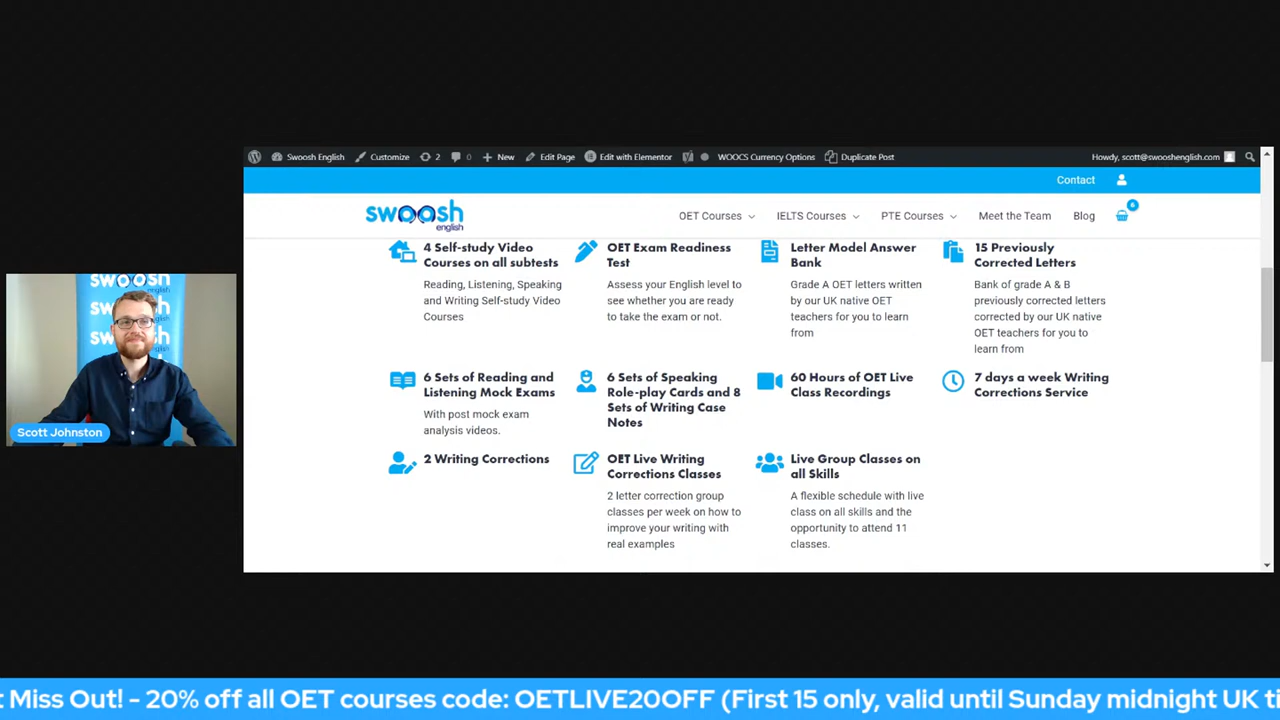 Swoosh English
Customize
2
0
New
Edit Page
Edit with Elementor
WOOCS Currency Options
Duplicate Post
Howdy, scott@swooshenglish.com
Contact
swoosh
english
OET Courses
IELTS Courses
PTE Courses
Meet the Team
Blog
6
4 Self-study Video
Courses on all subtests
Reading, Listening, Speaking
and Writing Self-study Video
Courses
OET Exam Readiness
Test
Assess your English level to
see whether you are ready
to take the exam or not.
Letter Model Answer
Bank
Grade A OET letters written
by our UK native OET
teachers for you to learn
from
15 Previously
Corrected Letters
Bank of grade A & B
previously corrected letters
corrected by our UK native
OET teachers for you to
learn from
6 Sets of Reading and
Listening Mock Exams
With post mock exam
analysis videos.
6 Sets of Speaking
Role-play Cards and 8
Sets of Writing Case
Notes
60 Hours of OET Live
Class Recordings
7 days a week Writing
Corrections Service
2 Writing Corrections
OET Live Writing
Corrections Classes
2 letter correction group
classes per week on how to
improve your writing with
real examples
Live Group Classes on
all Skills
A flexible schedule with live
class on all skills and the
opportunity to attend 11
classes.
swoosh
english
Scott Johnston
t Miss Out! - 20% off all OET courses code: OETLIVE20OFF (First 15 only, valid until Sunday midnight UK ti